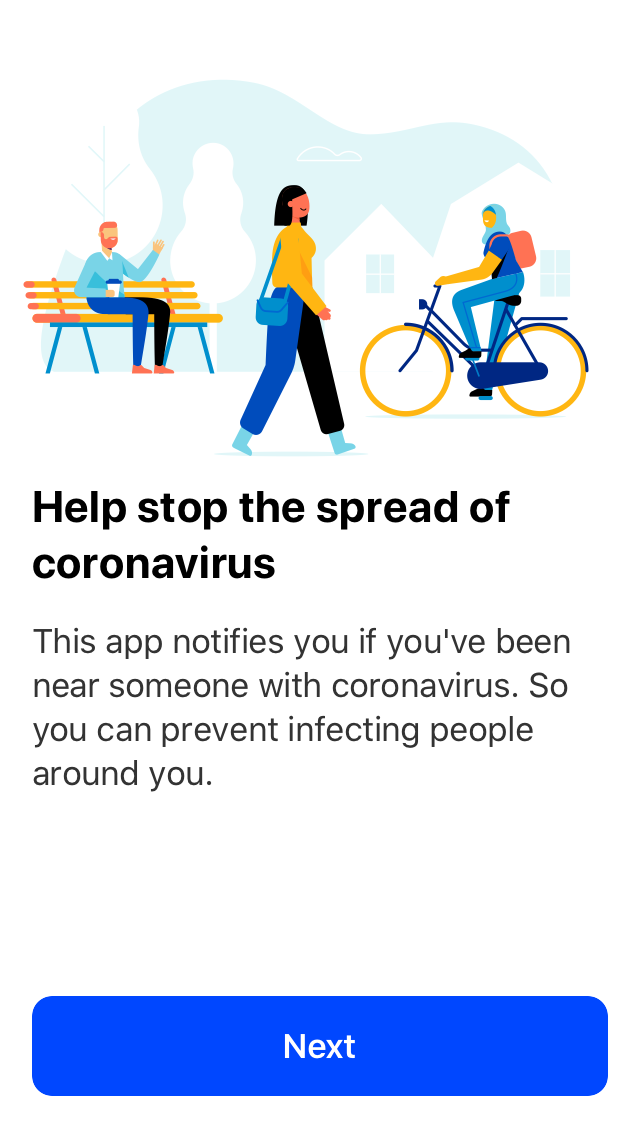 Help stop the spread of
coronavirus
This app notifies you if you've been
near someone with coronavirus. So
you can prevent infecting people
around you.
Next